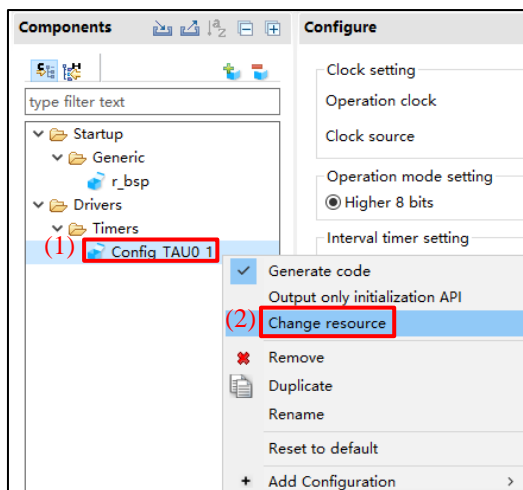 Components
Configure
type filter text
Startup
Generic
r_bsp
Drivers
Timers
(1) Config_TAU0_1
Clock setting
Operation clock
Clock source
Operation mode setting
Higher 8 bits
Interval timer setting
Generate code
Output only initialization API
(2) Change resource
Remove
Duplicate
Rename
Reset to default
Add Configuration